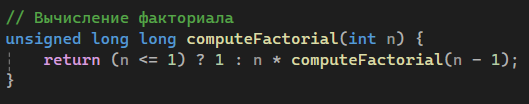 // Вычисление факториала
unsigned long long computeFactorial(int n) {
    return (n <= 1) ? 1 : n * computeFactorial(n - 1);
}